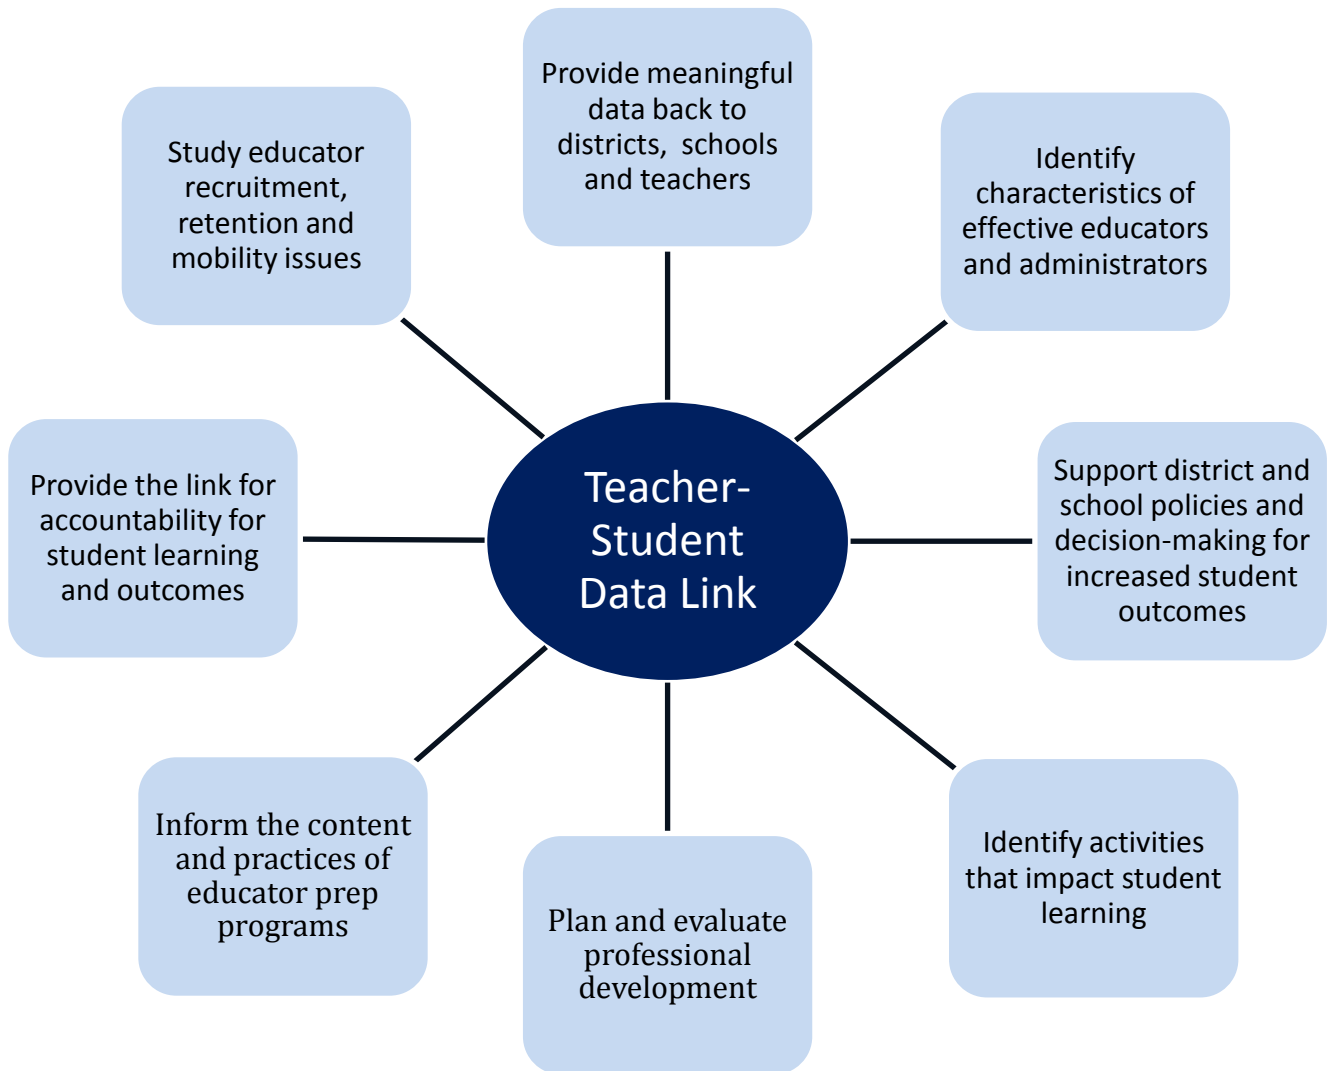 Provide meaningful
data back to
districts, schools
and teachers
Study educator
recruitment,
retention and
mobility issues
Identify
characteristics of
effective educators
and administrators
Teacher-
Student
Data Link
Provide the link for
accountability for
student learning
and outcomes
Support district and
school policies and
decision-making for
increased student
outcomes
Inform the content
and practices of
educator prep
programs
Plan and evaluate
professional
development
Identify activities
that impact student
learning